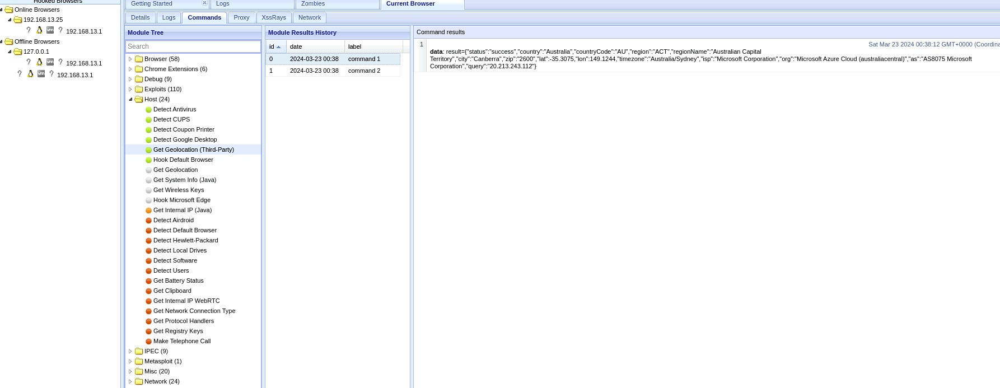 Hooked Browsers
Online Browsers
192.168.13.25
? vm ? 192.168.13.1
Offline Browsers
127.0.0.1
? vm ? 192.168.13.1
? vm ? 192.168.13.1
Getting Started
Logs
Zombies
Current Browser
Details
Logs
Commands
Proxy
XssRays
Network
Module Tree
Search
Browser (58)
Chrome Extensions (6)
Debug (9)
Exploits (110)
Host (24)
Detect Antivirus
Detect CUPS
Detect Coupon Printer
Detect Google Desktop
Get Geolocation (Third-Party)
Hook Default Browser
Get Geolocation
Get System Info (Java)
Get Wireless Keys
Hook Microsoft Edge
Get Internal IP (Java)
Detect Airdroid
Detect Default Browser
Detect Hewlett-Packard
Detect Local Drives
Detect Software
Detect Users
Get Battery Status
Get Clipboard
Get Internal IP WebRTC
Get Network Connection Type
Get Protocol Handlers
Get Registry Keys
Make Telephone Call
IPEC (9)
Metasploit (1)
Misc (20)
Network (24)
Module Results History
id date label
0 2024-03-23 00:38 command 1
1 2024-03-23 00:38 command 2
Command results
1 Sat Mar 23 2024 00:38:12 GMT+0000 (Coordina
data: result={"status":"success","country":"Australia","countryCode":"AU","region":"ACT","regionName":"Australian Capital
Territory","city":"Canberra","zip":"2600","lat":-35.3075,"lon":149.1244,"timezone":"Australia/Sydney","isp":"Microsoft Corporation","org":"Microsoft Azure Cloud (australiacentral)","as":"AS8075 Microsoft
Corporation","query":"20.213.243.112"}